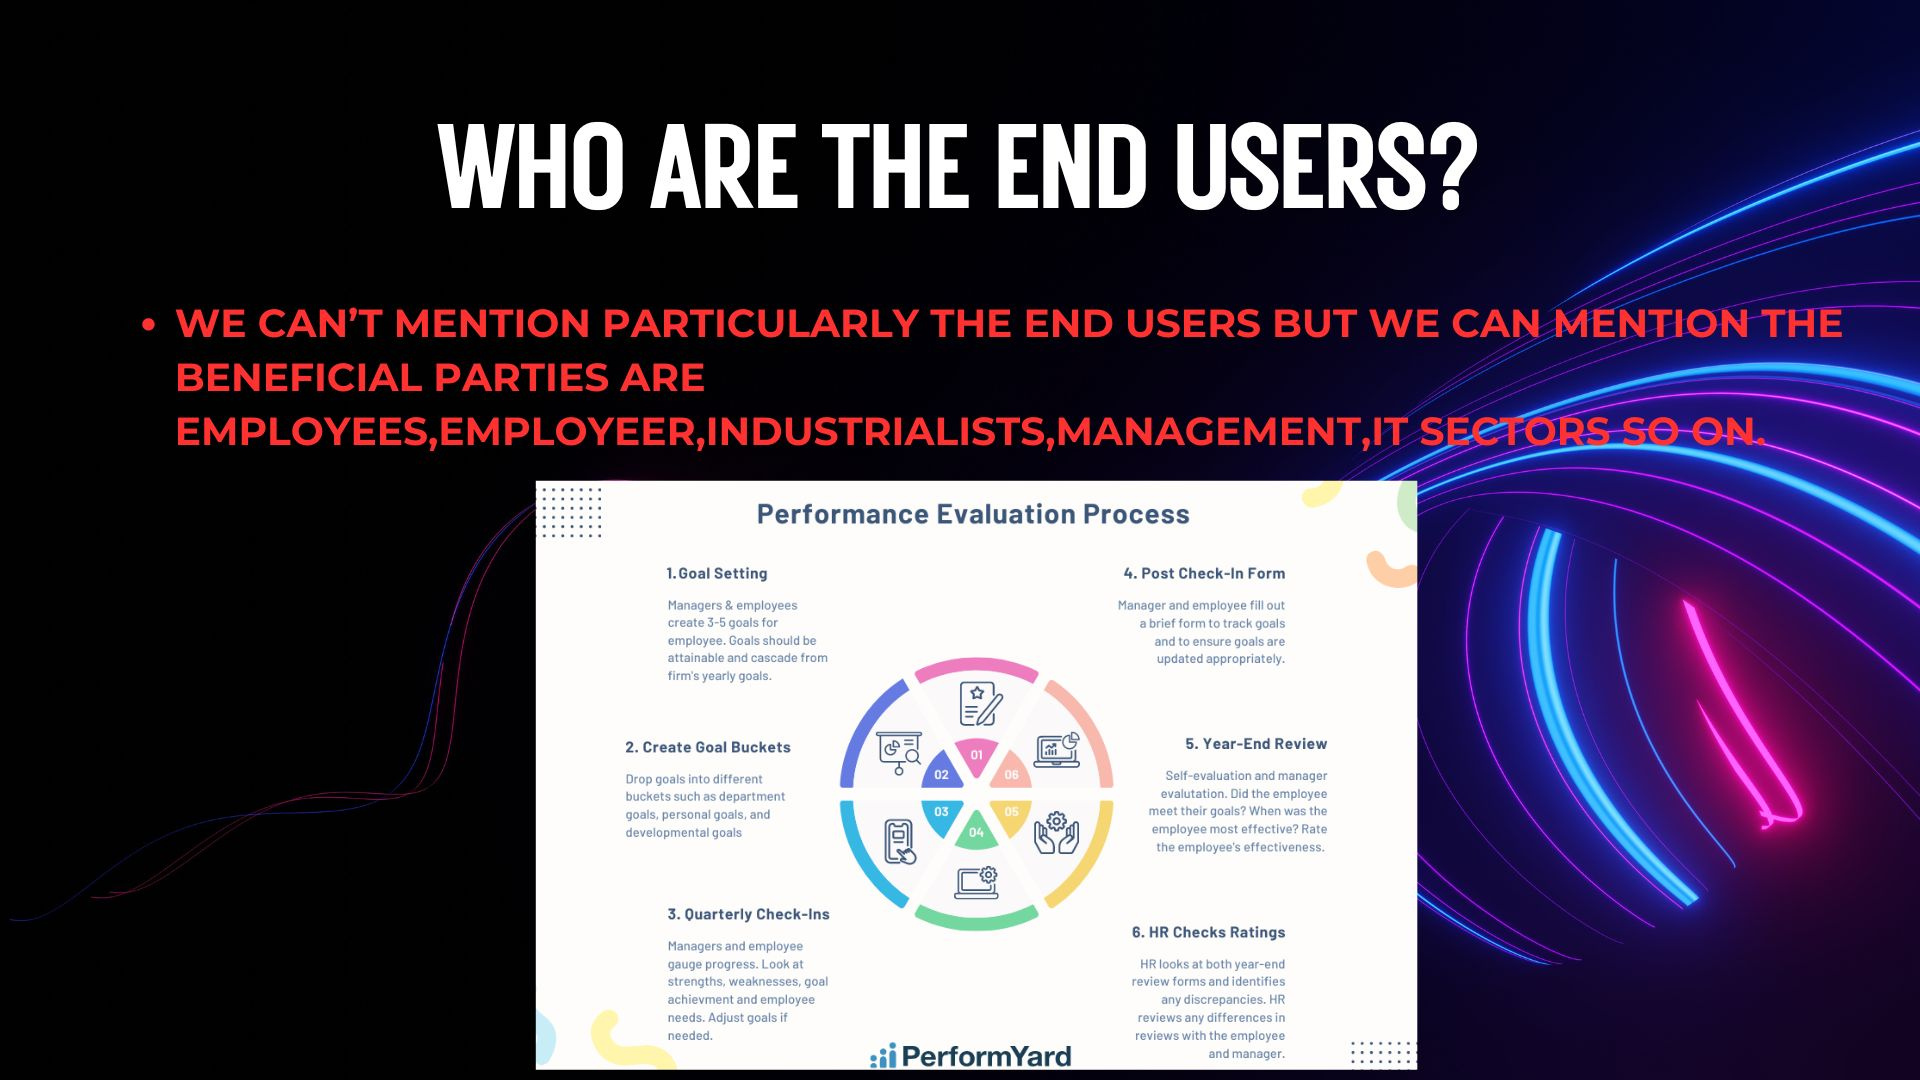 WHO ARE THE END USERS?
• WE CAN’T MENTION PARTICULARLY THE END USERS BUT WE CAN MENTION THE
BENEFICIAL PARTIES ARE
EMPLOYEES,EMPLOYEER,INDUSTRIALISTS,MANAGEMENT,IT SECTORS SO ON.
Performance Evaluation Process
1.Goal Setting
Managers & employees
create 3-5 goals for
employee. Goals should be
attainable and cascade from
firm's yearly goals.
2. Create Goal Buckets
Drop goals into different
buckets such as department
goals, personal goals, and
developmental goals
3. Quarterly Check-Ins
Managers and employee
gauge progress. Look at
strengths, weaknesses, goal
achievment and employee
needs. Adjust goals if
needed.
01
02
06
03
05
04
4. Post Check-In Form
Manager and employee fill out
a brief form to track goals
and to ensure goals are
updated appropriately.
5. Year-End Review
Self-evaluation and manager
evalutation. Did the employee
meet their goals? When was the
employee most effective? Rate
the employee's effectiveness.
6. HR Checks Ratings
HR looks at both year-end
review forms and identifies
any discrepancies. HR
reviews any differences in
reviews with the employee
and manager.
PerformYard